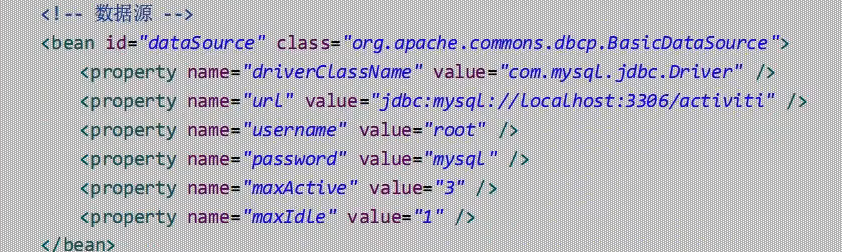 <!-- 数据源 -->
<bean id="dataSource" class="org.apache.commons.dbcp.BasicDataSource">
<property name="driverClassName" value="com.mysql.jdbc.Driver" />
<property name="url" value="jdbc:mysql://localhost:3306/activiti" />
<property name="username" value="root" />
<property name="password" value="mysql" />
<property name="maxActive" value="3" />
<property name="maxIdle" value="1" />
</bean>